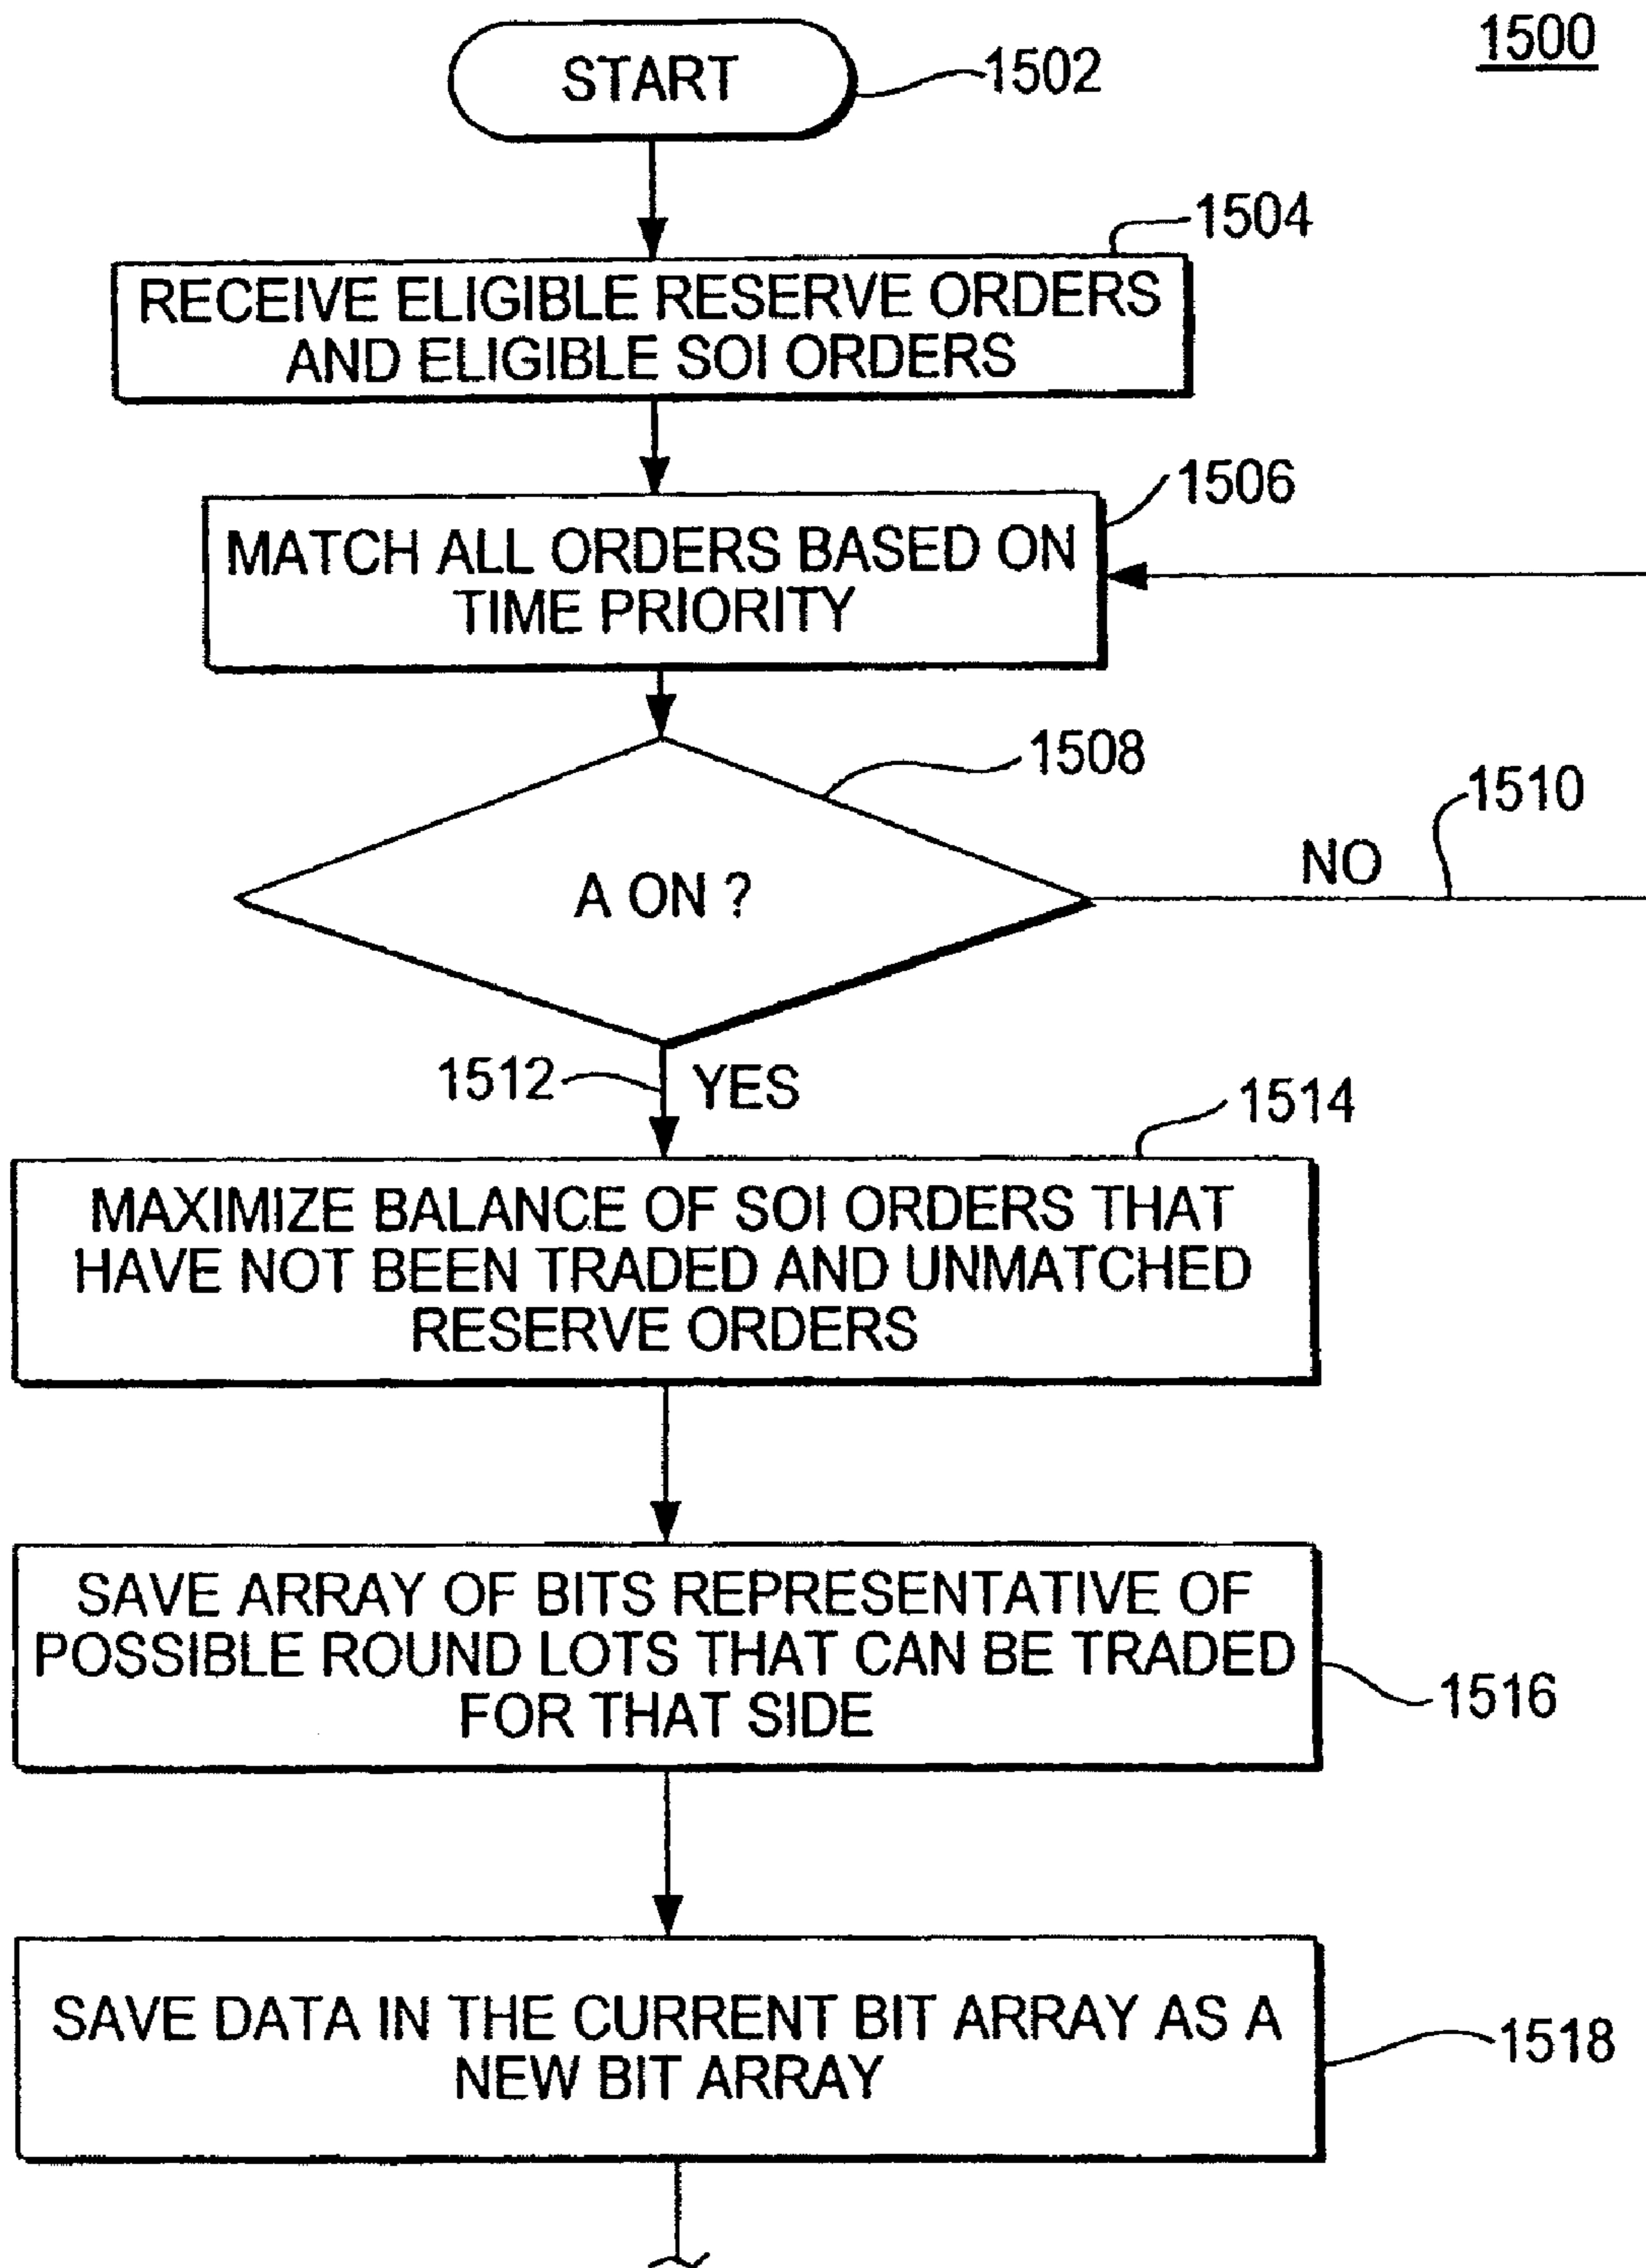 1500
START
1502
1504
RECEIVE ELIGIBLE RESERVE ORDERS
AND ELIGIBLE SOI ORDERS
1506
MATCH ALL ORDERS BASED ON
TIME PRIORITY
1508
1510
A ON ?
NO
1512
YES
1514
MAXIMIZE BALANCE OF SOI ORDERS THAT
HAVE NOT BEEN TRADED AND UNMATCHED
RESERVE ORDERS
SAVE ARRAY OF BITS REPRESENTATIVE OF
POSSIBLE ROUND LOTS THAT CAN BE TRADED
FOR THAT SIDE
1516
SAVE DATA IN THE CURRENT BIT ARRAY AS A
NEW BIT ARRAY
1518